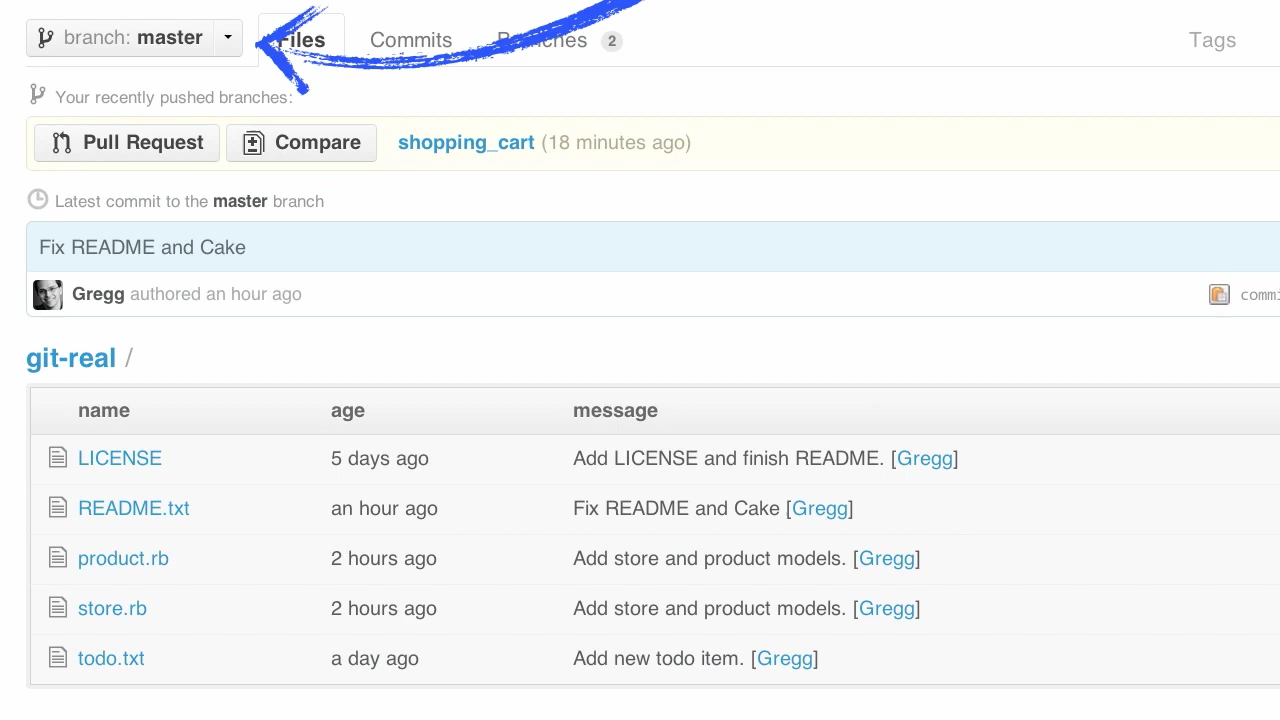 branch: master Files Commits Branches 2 Tags
Your recently pushed branches:
Pull Request Compare shopping_cart (18 minutes ago)
Latest commit to the master branch
Fix README and Cake
Gregg authored an hour ago commi
git-real /
name age message
LICENSE 5 days ago Add LICENSE and finish README. [Gregg]
README.txt an hour ago Fix README and Cake [Gregg]
product.rb 2 hours ago Add store and product models. [Gregg]
store.rb 2 hours ago Add store and product models. [Gregg]
todo.txt a day ago Add new todo item. [Gregg]